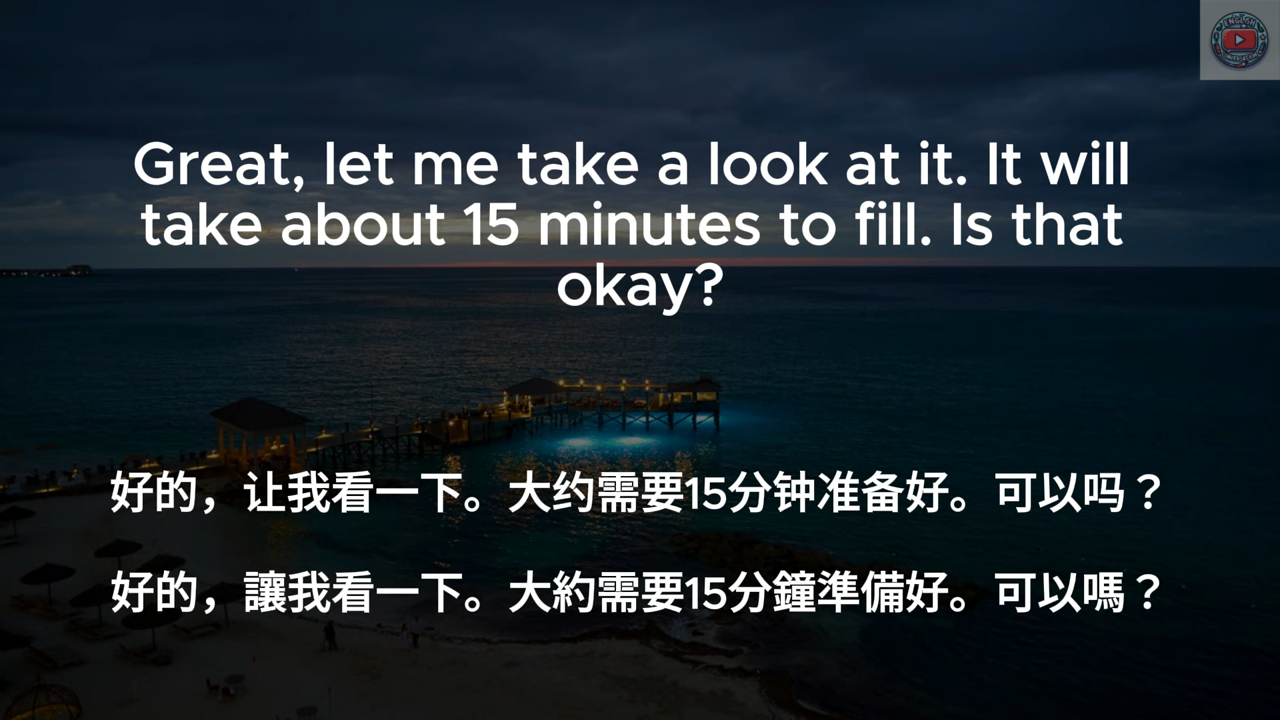 Great, let me take a look at it. It will
take about 15 minutes to fill. Is that
okay?
好的，让我看一下。大约需要15分钟准备好。可以吗？
好的，讓我看一下。大約需要15分鐘準備好。可以嗎？